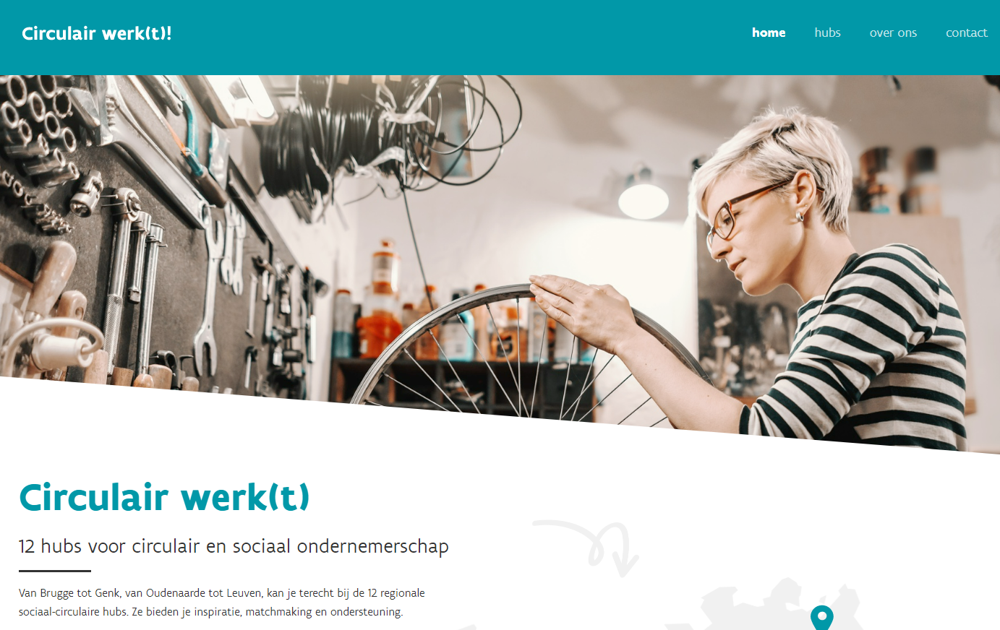 Circulair werk(t)!
home hubs over ons contact
Circulair werk(t)
12 hubs voor circulair en sociaal ondernemerschap
Van Brugge tot Genk, van Oudenaarde tot Leuven, kan je terecht bij de 12 regionale
sociaal-circulaire hubs. Ze bieden je inspiratie, matchmaking en ondersteuning.